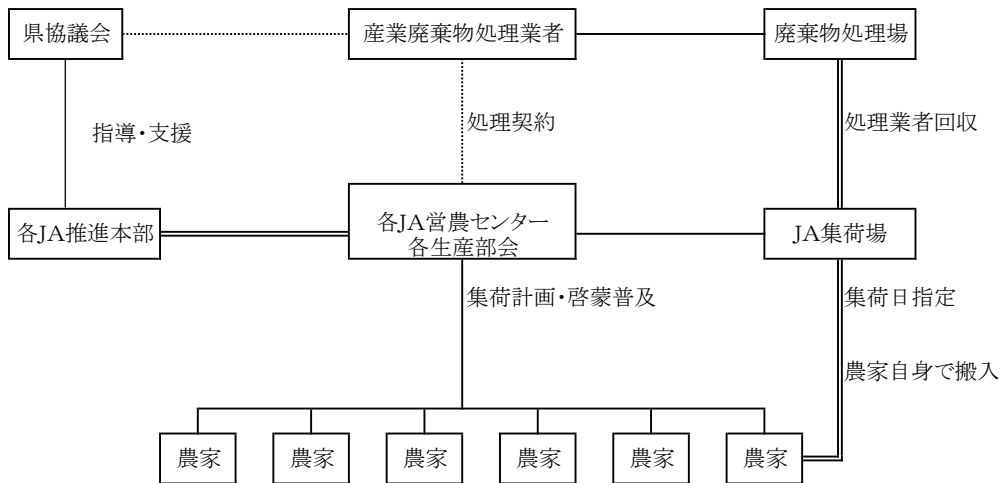 県協議会
産業廃棄物処理業者
廃棄物処理場
指導・支援
処理契約
処理業者回収
各JA推進本部
各JA営農センター
各生産部会
JA集荷場
集荷計画・啓蒙普及
集荷日指定
農家自身で搬入
農家
農家
農家
農家
農家
農家